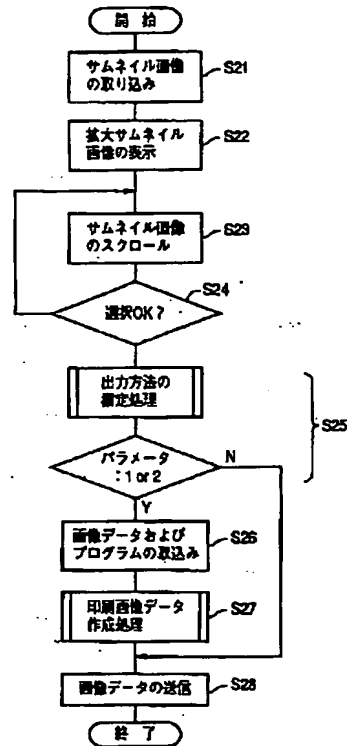 開 始
サムネイル画像
の取り込み
S21
拡大サムネイル
画像の表示
S22
サムネイル画像
のスクロール
S23
S24
選択OK?
出力方法の
指定処理
S25
パラメータ
:1 or 2
N
Y
画像データおよび
プログラムの取込み
S26
印刷画像データ
作成処理
S27
画像データの送信
S28
終 了